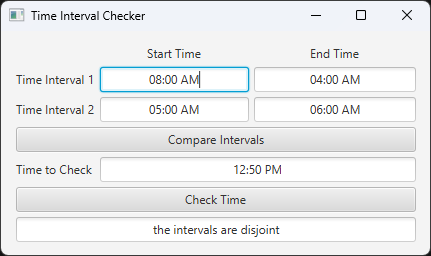 Time Interval Checker
Start Time End Time
Time Interval 1 08:00 AM 04:00 AM
Time Interval 2 05:00 AM 06:00 AM
Compare Intervals
Time to Check 12:50 PM
Check Time
the intervals are disjoint